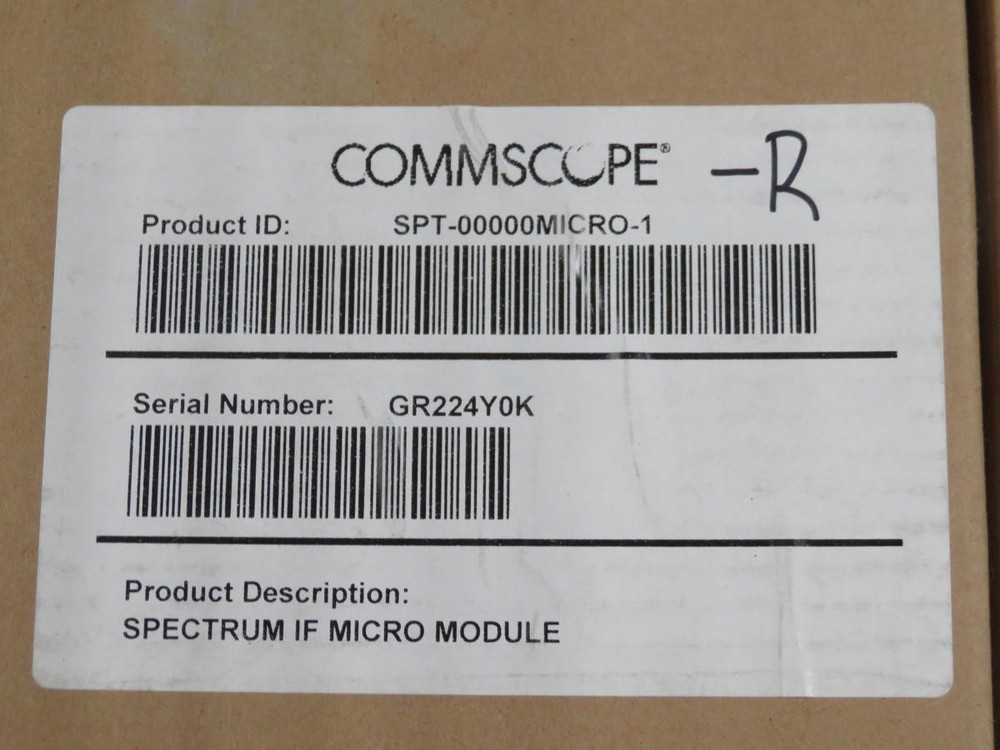 COMMSCOPE® -R
Product ID: SPT-00000MICRO-1
Serial Number: GR224Y0K
Product Description:
SPECTRUM IF MICRO MODULE